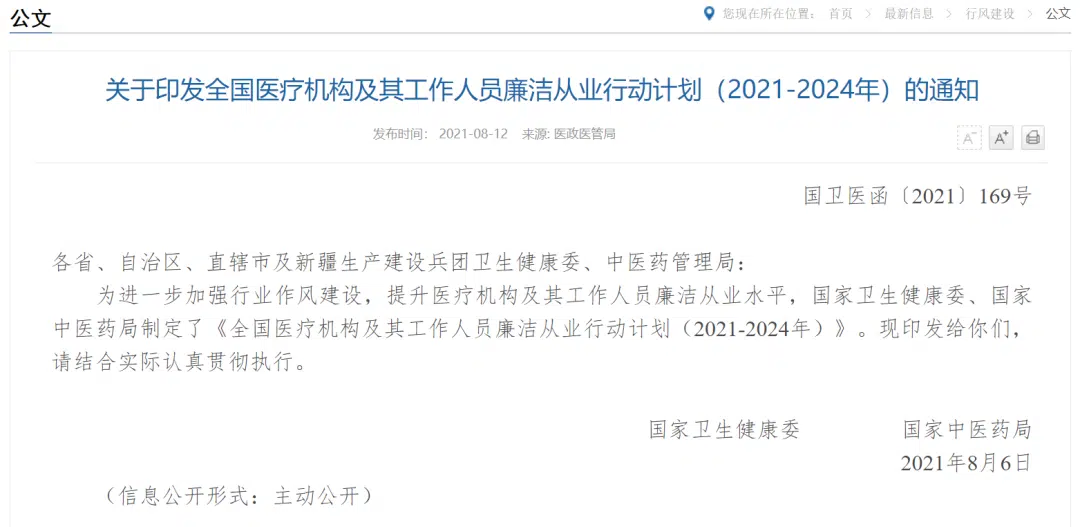 公文
您现在所在位置： 首页 > 最新信息 > 行风建设 > 公文
关于印发全国医疗机构及其工作人员廉洁从业行动计划（2021-2024年）的通知
发布时间： 2021-08-12 来源: 医政医管局
A- A+
国卫医函〔2021〕169号
各省、自治区、直辖市及新疆生产建设兵团卫生健康委、中医药管理局：
为进一步加强行业作风建设，提升医疗机构及其工作人员廉洁从业水平，国家卫生健康委、国家
中医药局制定了《全国医疗机构及其工作人员廉洁从业行动计划（2021-2024年）》。现印发给你们，
请结合实际认真贯彻执行。
国家卫生健康委 国家中医药局
2021年8月6日
（信息公开形式：主动公开）